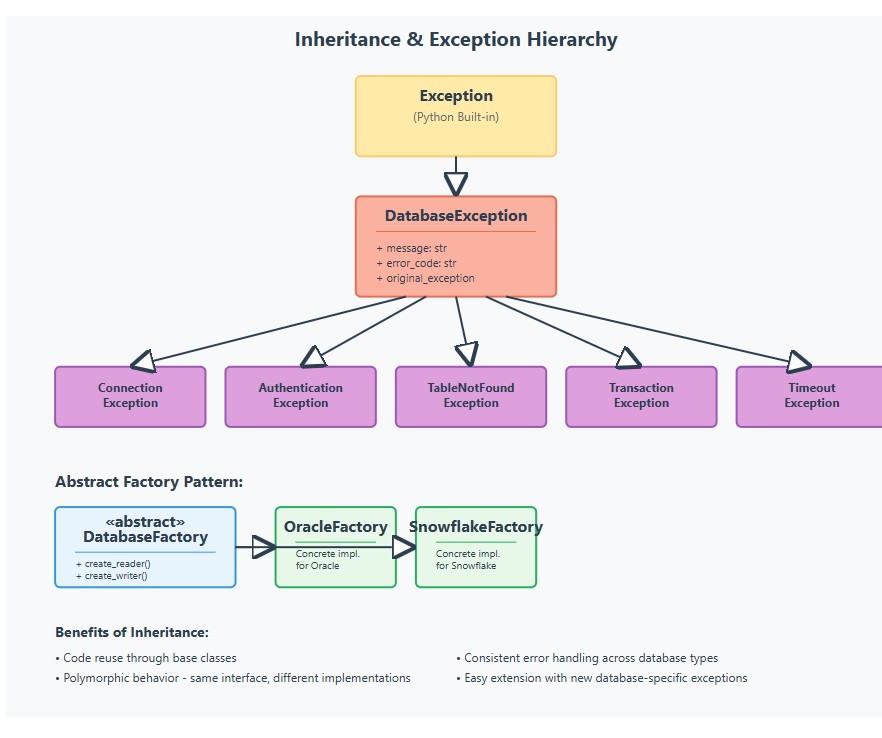 Inheritance & Exception Hierarchy
Exception
(Python Built-in)
DatabaseException
+ message: str
+ error_code: str
+ original_exception
Connection
Exception
Authentication
Exception
TableNotFound
Exception
Transaction
Exception
Timeout
Exception
Abstract Factory Pattern:
«abstract»
DatabaseFactory
+ create_reader()
+ create_writer()
OracleFactory
Concrete impl.
for Oracle
SnowflakeFactory
Concrete impl.
for Snowflake
Benefits of Inheritance:
• Code reuse through base classes
• Polymorphic behavior - same interface, different implementations
• Consistent error handling across database types
• Easy extension with new database-specific exceptions